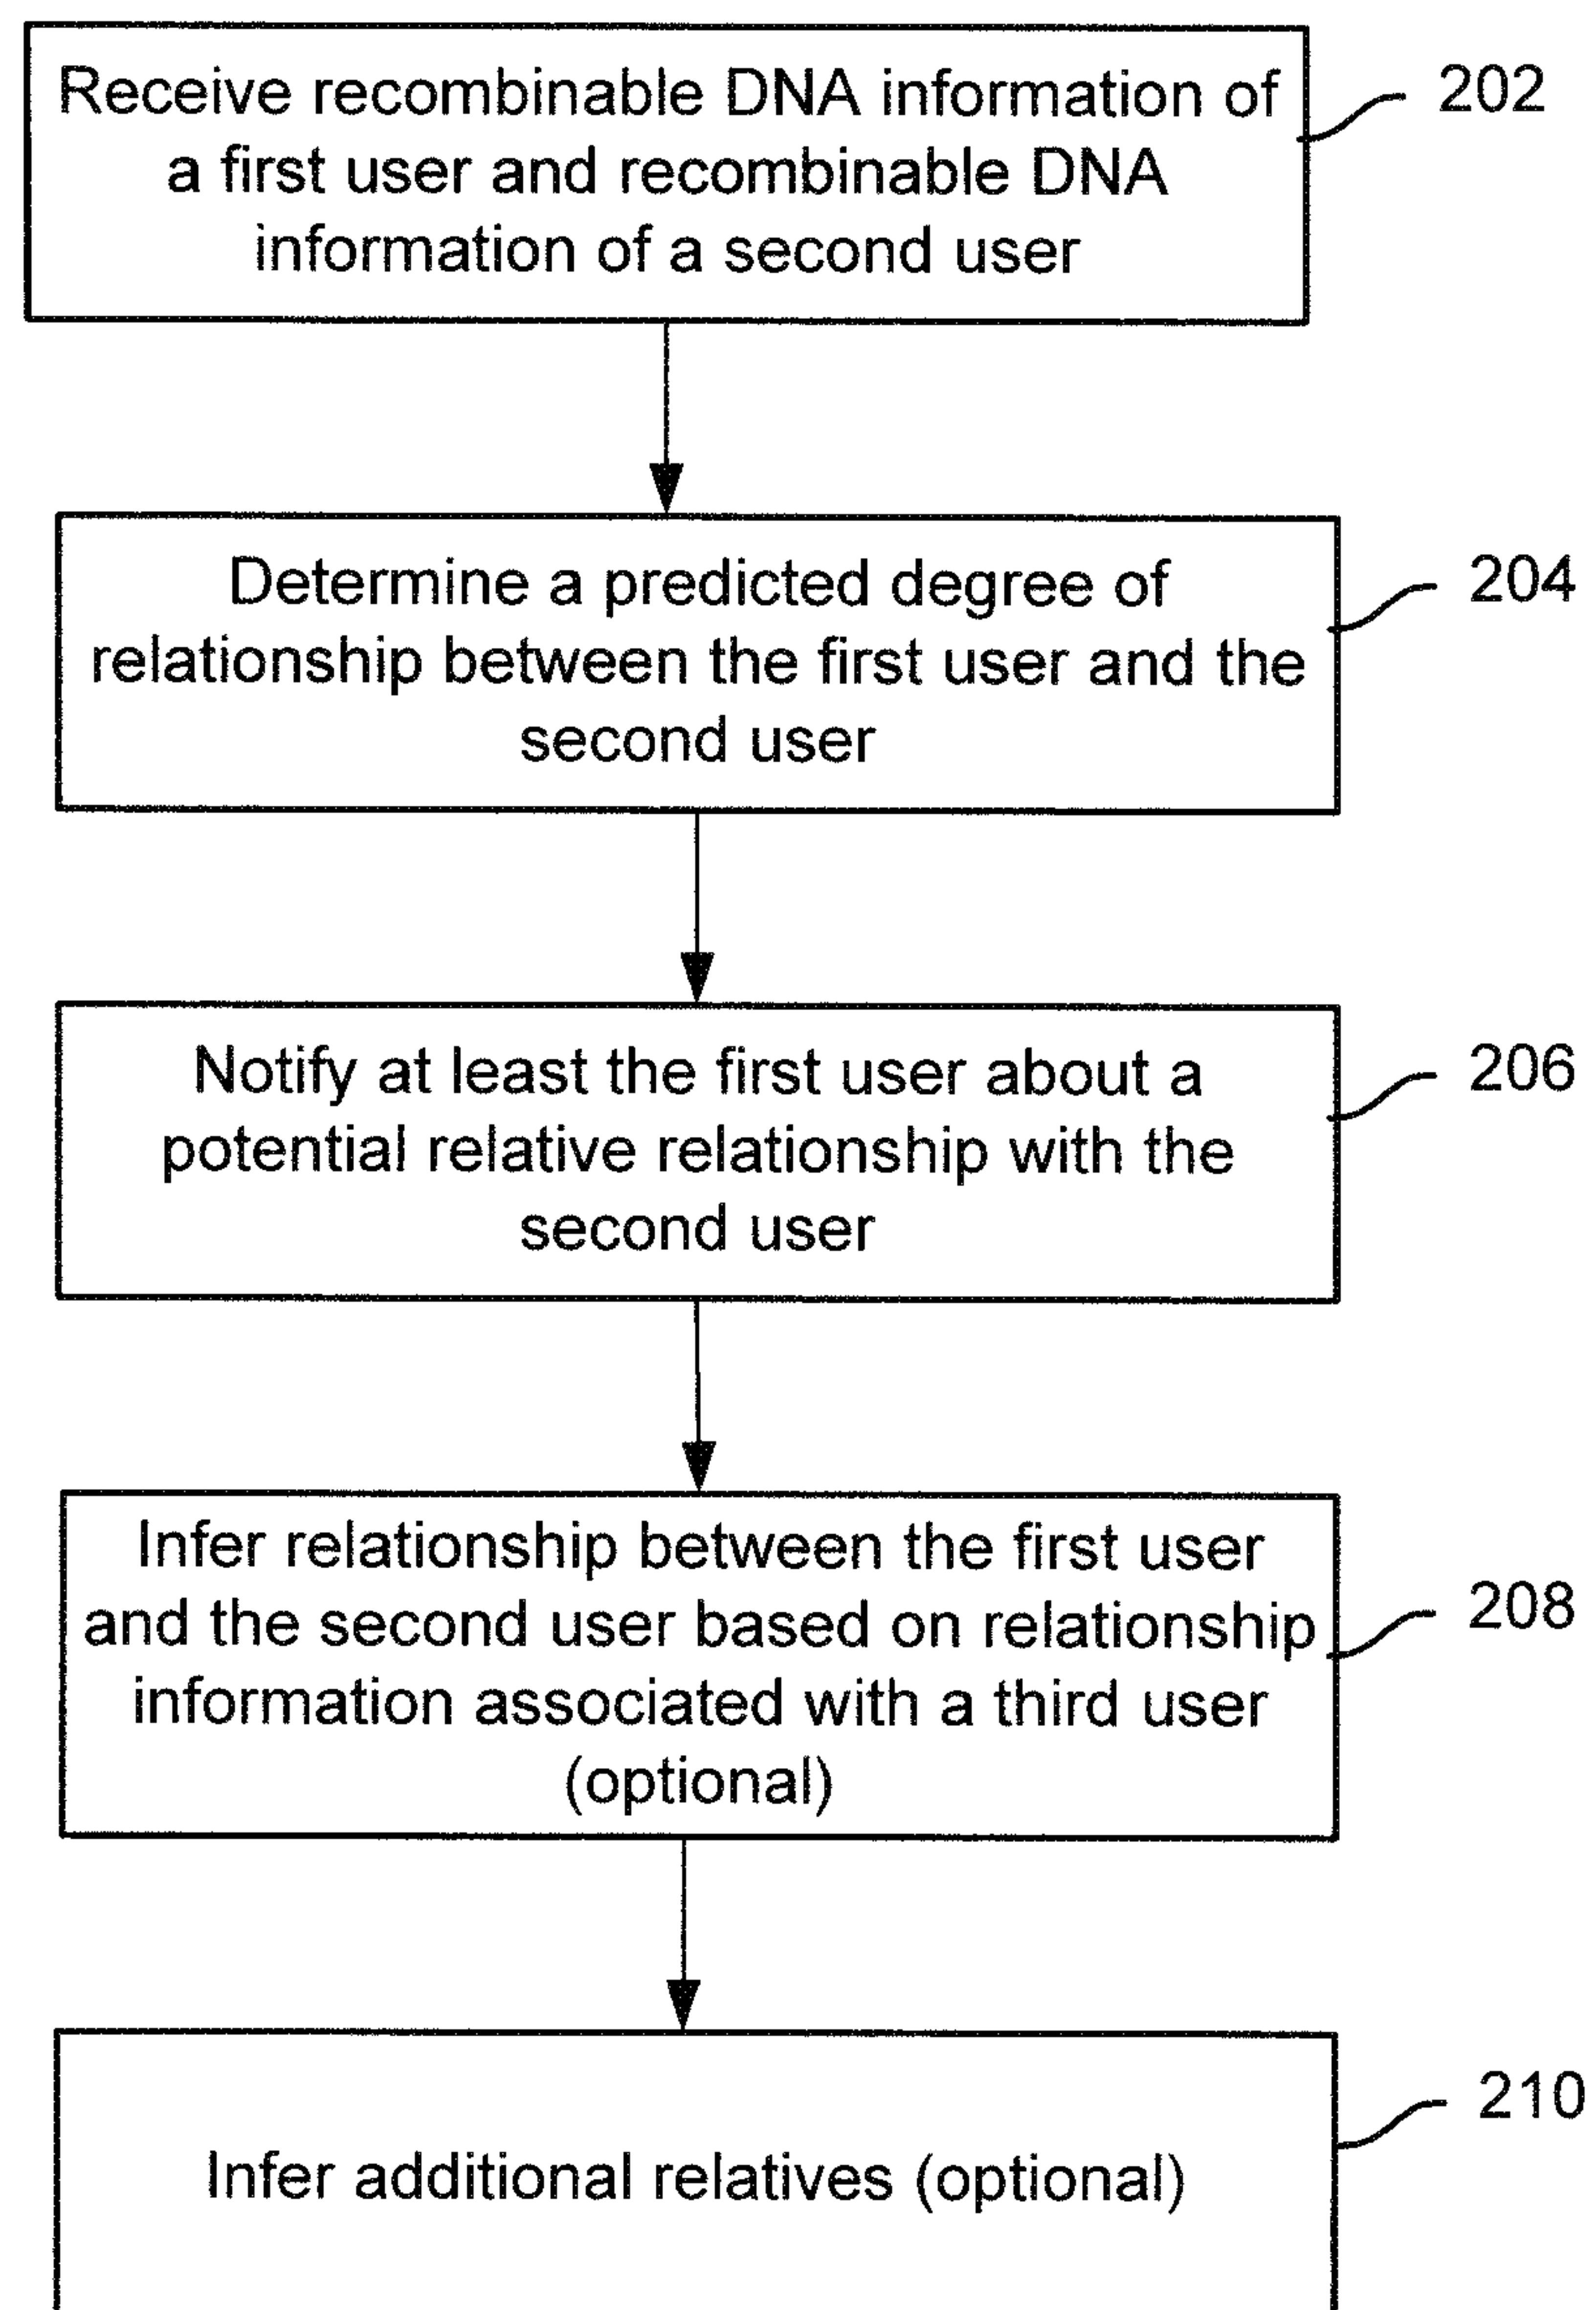 Receive recombinable DNA information of
a first user and recombinable DNA
information of a second user
202
Determine a predicted degree of
relationship between the first user and the
second user
204
Notify at least the first user about a
potential relative relationship with the
second user
206
Infer relationship between the first user
and the second user based on relationship
information associated with a third user
(optional)
208
Infer additional relatives (optional)
210